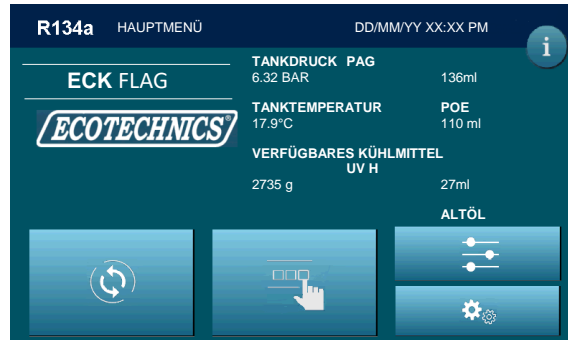 R134a HAUPTMENÜ DD/MM/YY XX:XX PM
i
ECK FLAG
ECOTECHNICS®
TANKDRUCK PAG
6.32 BAR 136ml
TANKTEMPERATUR POE
17.9°C 110 ml
VERFÜGBARES KÜHLMITTEL
UV H
2735 g 27ml
ALTÖL